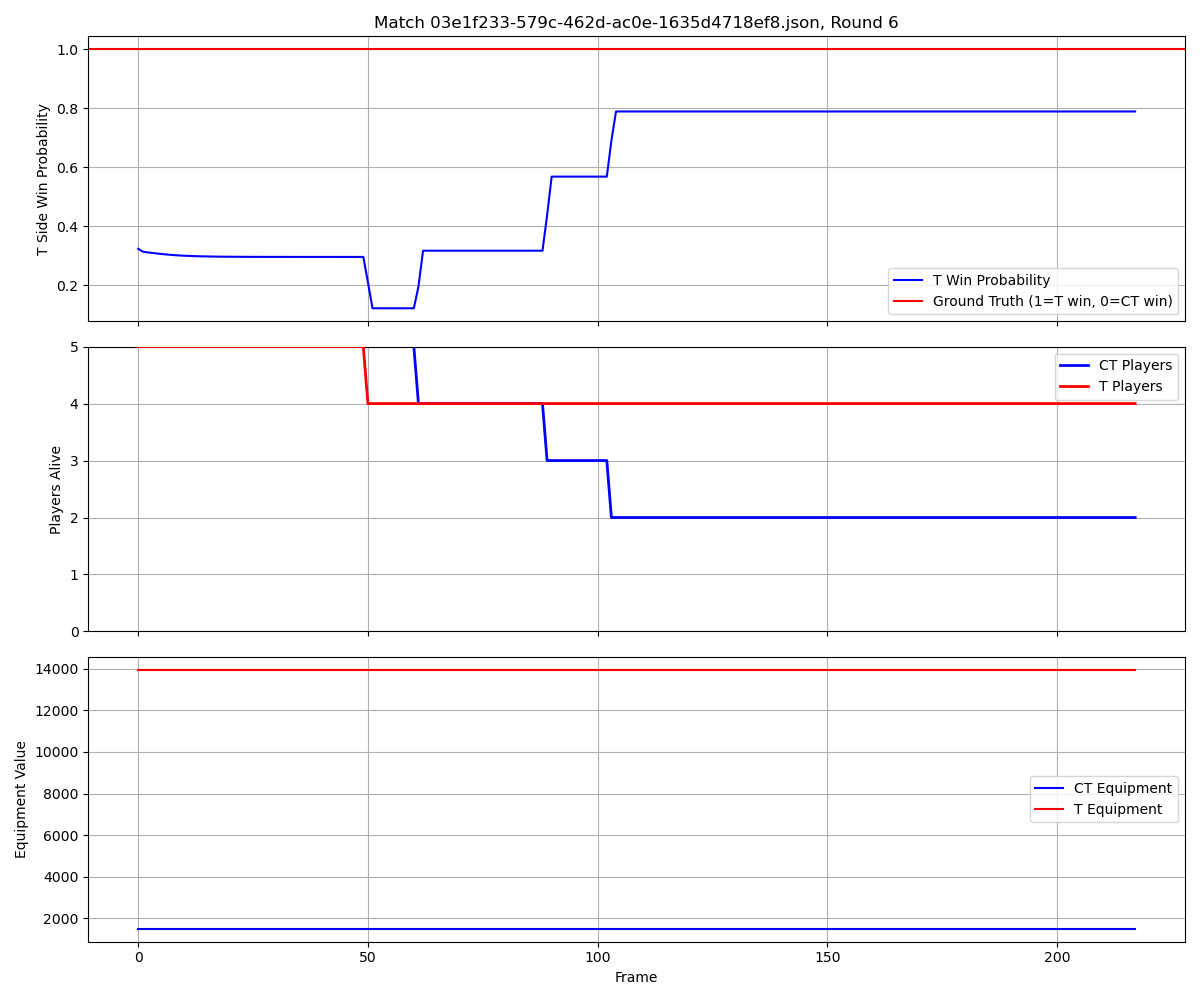 Match 03e1f233-579c-462d-ac0e-1635d4718ef8.json, Round 6
T Side Win Probability
1.0
0.8
0.6
0.4
0.2
T Win Probability
Ground Truth (1=T win, 0=CT win)
Players Alive
5
4
3
2
1
0
CT Players
T Players
Equipment Value
14000
12000
10000
8000
6000
4000
2000
CT Equipment
T Equipment
0
50
100
150
200
Frame